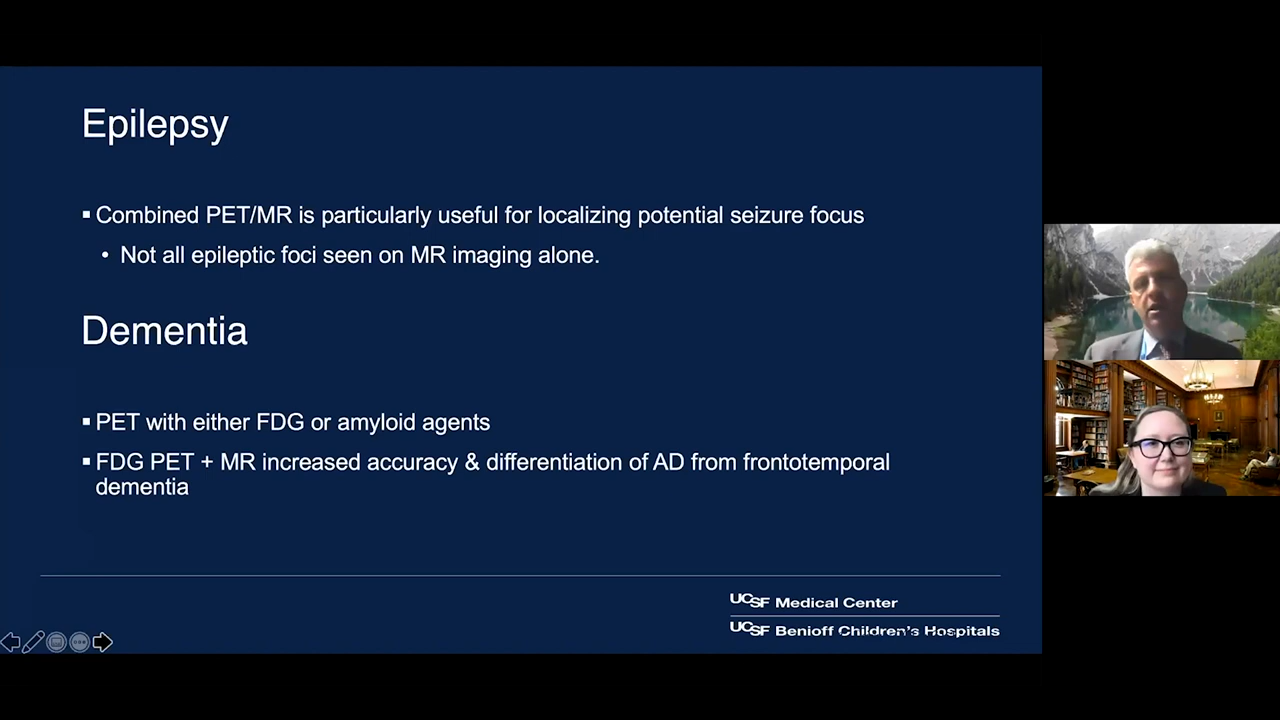 Epilepsy
▪ Combined PET/MR is particularly useful for localizing potential seizure focus
• Not all epileptic foci seen on MR imaging alone.
Dementia
▪ PET with either FDG or amyloid agents
▪ FDG PET + MR increased accuracy & differentiation of AD from frontotemporal
dementia
UCSF Medical Center
UCSF Benioff Children's Hospitals